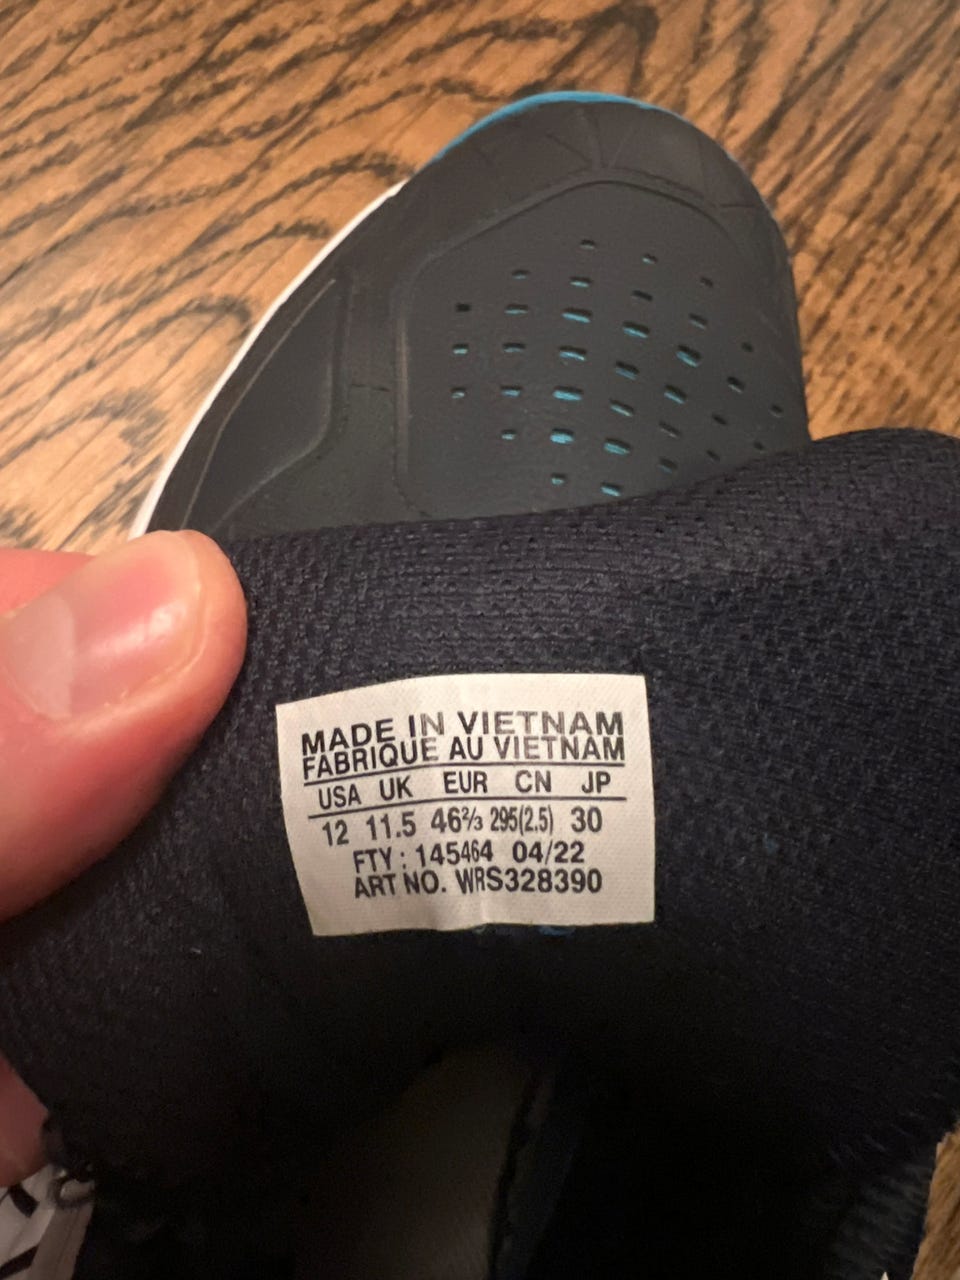 MADE IN VIETNAM
FABRIQUE AU VIETNAM
USA UK EUR CN JP
12 11.5 46⅔ 295(2.5) 30
FTY : 145464 04/22
ART NO. WRS328390